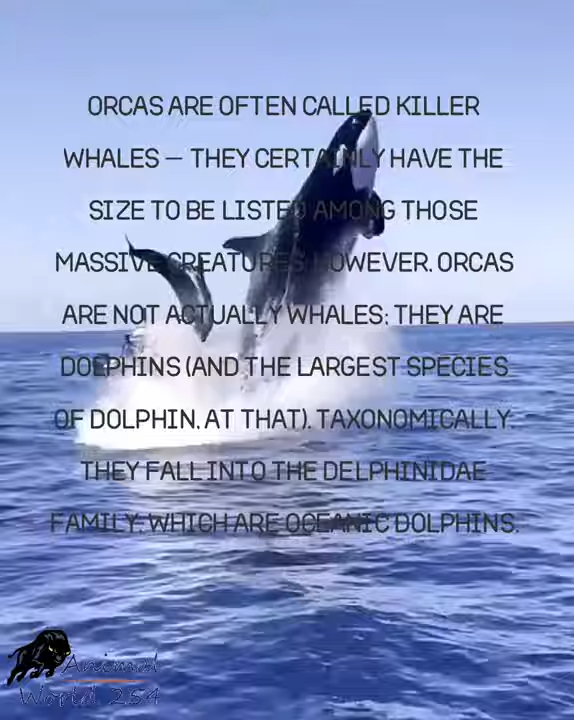 ORCAS ARE OFTEN CALLED KILLER
WHALES – THEY CERTAINLY HAVE THE
SIZE TO BE LISTED AMONG THOSE
MASSIVE CREATURES. HOWEVER, ORCAS
ARE NOT ACTUALLY WHALES; THEY ARE
DOLPHINS (AND THE LARGEST SPECIES
OF DOLPHIN, AT THAT). TAXONOMICALLY,
THEY FALL INTO THE DELPHINIDAE
FAMILY, WHICH ARE OCEANIC DOLPHINS.
Animal
World 254